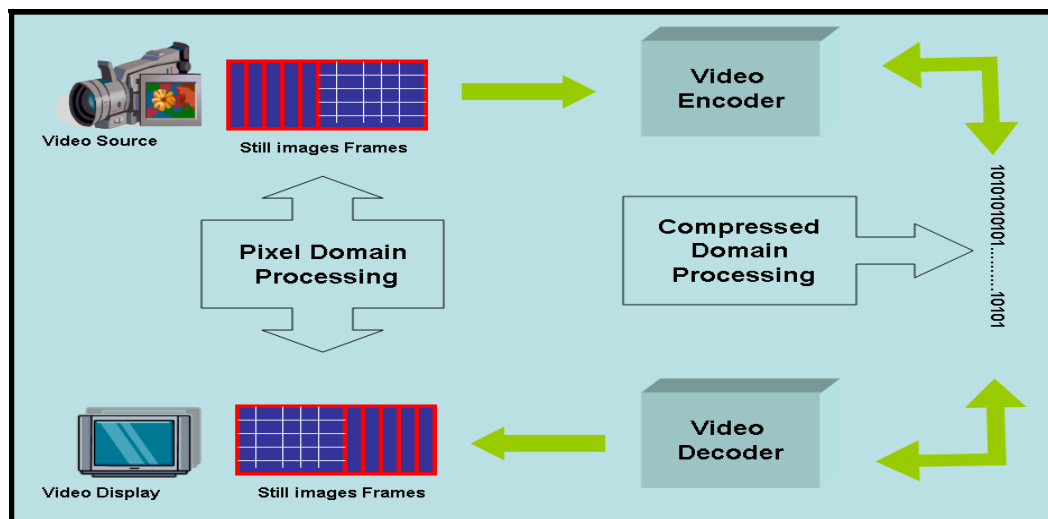 Video Source
Still images Frames
Video
Encoder
Pixel Domain
Processing
Compressed
Domain
Processing
10101010101..........10101
Video Display
Still images Frames
Video
Decoder